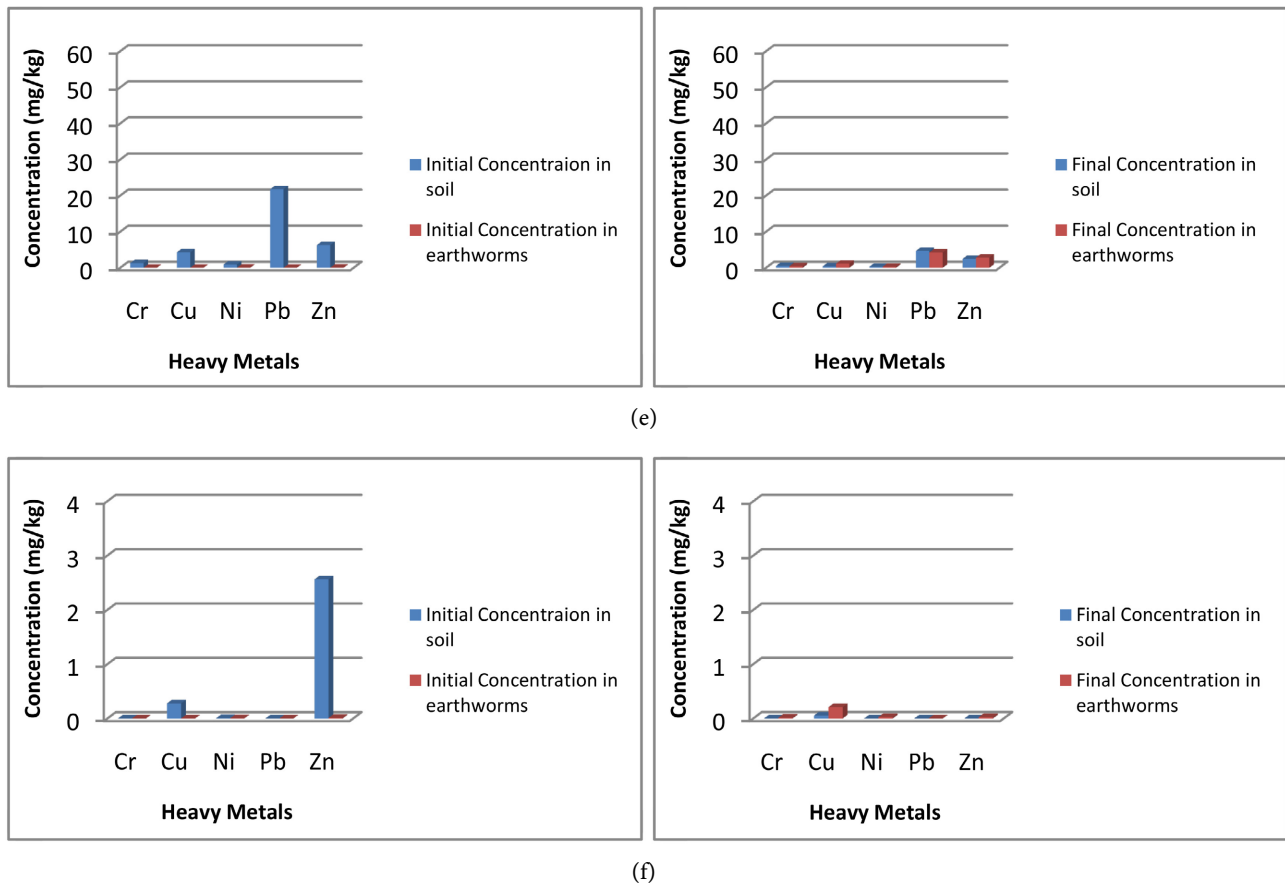 Concentration (mg/kg)
60
50
40
30
20
10
0
Cr Cu Ni Pb Zn
Heavy Metals
Initial Concentraion in
soil
Initial Concentration in
earthworms
Concentration (mg/kg)
60
50
40
30
20
10
0
Cr Cu Ni Pb Zn
Heavy Metals
Final Concentration in
soil
Final Concentration in
earthworms
(e)
Concentration (mg/kg)
4
3
2
1
0
Cr Cu Ni Pb Zn
Heavy Metals
Initial Concentraion in
soil
Initial Concentration in
earthworms
Concentration (mg/kg)
4
3
2
1
0
Cr Cu Ni Pb Zn
Heavy Metals
Final Concentration in
soil
Final Concentration in
earthworms
(f)